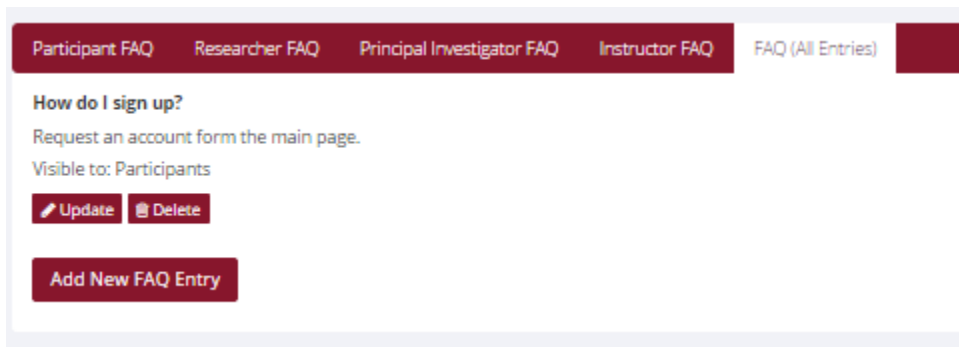 Participant FAQ Researcher FAQ Principal Investigator FAQ Instructor FAQ FAQ (All Entries)
How do I sign up?
Request an account form the main page.
Visible to: Participants
Update Delete
Add New FAQ Entry